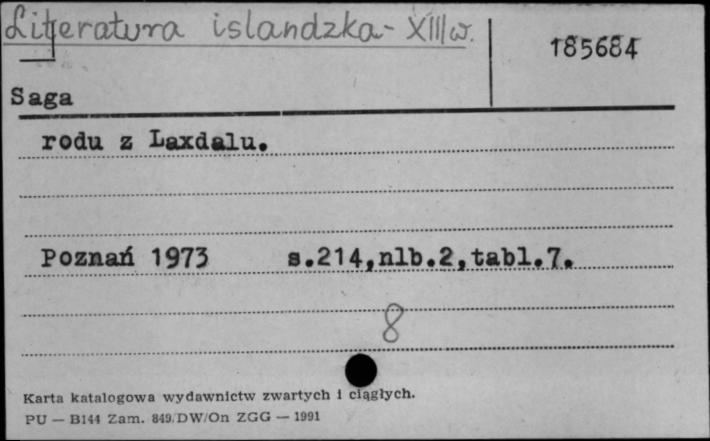 Literatura islandzka - XIII w.
185684
Saga
rodu z Laxdalu.
Poznań 1973 s.214,nlb.2,tabl.7.
8
Karta katalogowa wydawnictw zwartych i ciągłych.
PU — B144 Zam. 849/DW/On ZGG — 1991